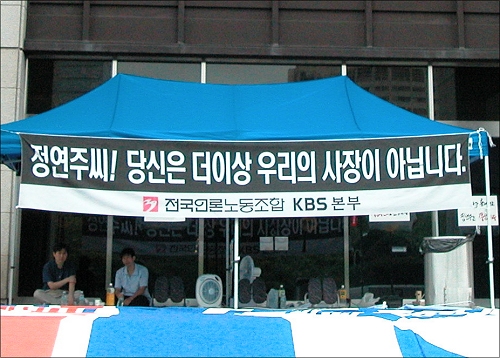 정연주씨! 당신은 더이상 우리의 사장이 아닙니다.
전국언론노동조합 KBS 본부